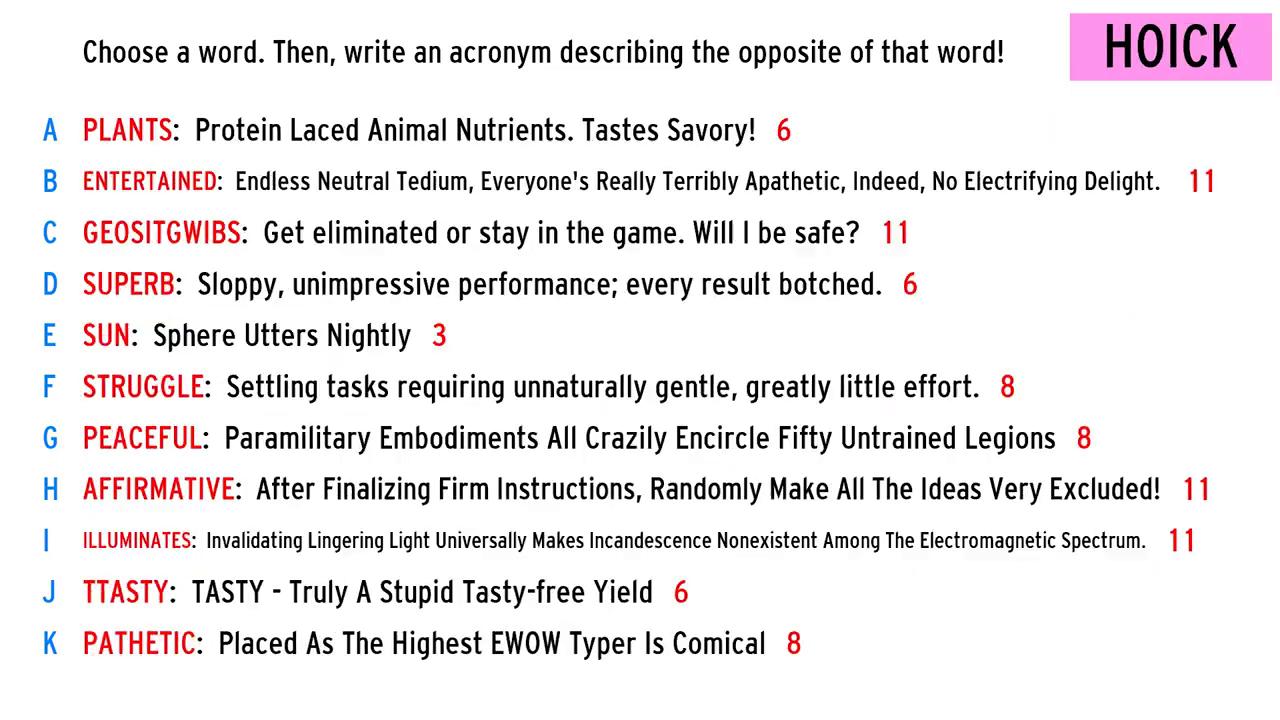 Choose a word. Then, write an acronym describing the opposite of that word!
HOICK
A PLANTS: Protein Laced Animal Nutrients. Tastes Savory! 6
B ENTERTAINED: Endless Neutral Tedium, Everyone's Really Terribly Apathetic, Indeed, No Electrifying Delight. 11
C GEOSITGWIBS: Get eliminated or stay in the game. Will I be safe? 11
D SUPERB: Sloppy, unimpressive performance; every result botched. 6
E SUN: Sphere Utters Nightly 3
F STRUGGLE: Settling tasks requiring unnaturally gentle, greatly little effort. 8
G PEACEFUL: Paramilitary Embodiments All Crazily Encircle Fifty Untrained Legions 8
H AFFIRMATIVE: After Finalizing Firm Instructions, Randomly Make All The Ideas Very Excluded! 11
I ILLUMINATES: Invalidating Lingering Light Universally Makes Incandescence Nonexistent Among The Electromagnetic Spectrum. 11
J TTASTY: TASTY - Truly A Stupid Tasty-free Yield 6
K PATHETIC: Placed As The Highest EWOW Typer Is Comical 8